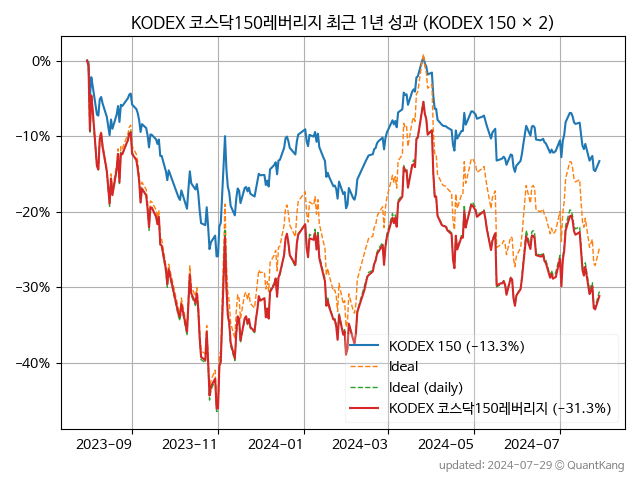 KODEX 코스닥150레버리지 최근 1년 성과 (KODEX 150 × 2)
0%
−10%
−20%
−30%
−40%
KODEX 150 (−13.3%)
Ideal
Ideal (daily)
KODEX 코스닥150레버리지 (−31.3%)
2023−09
2023−11
2024−01
2024−03
2024−05
2024−07
updated: 2024−07−29 © QuantKang